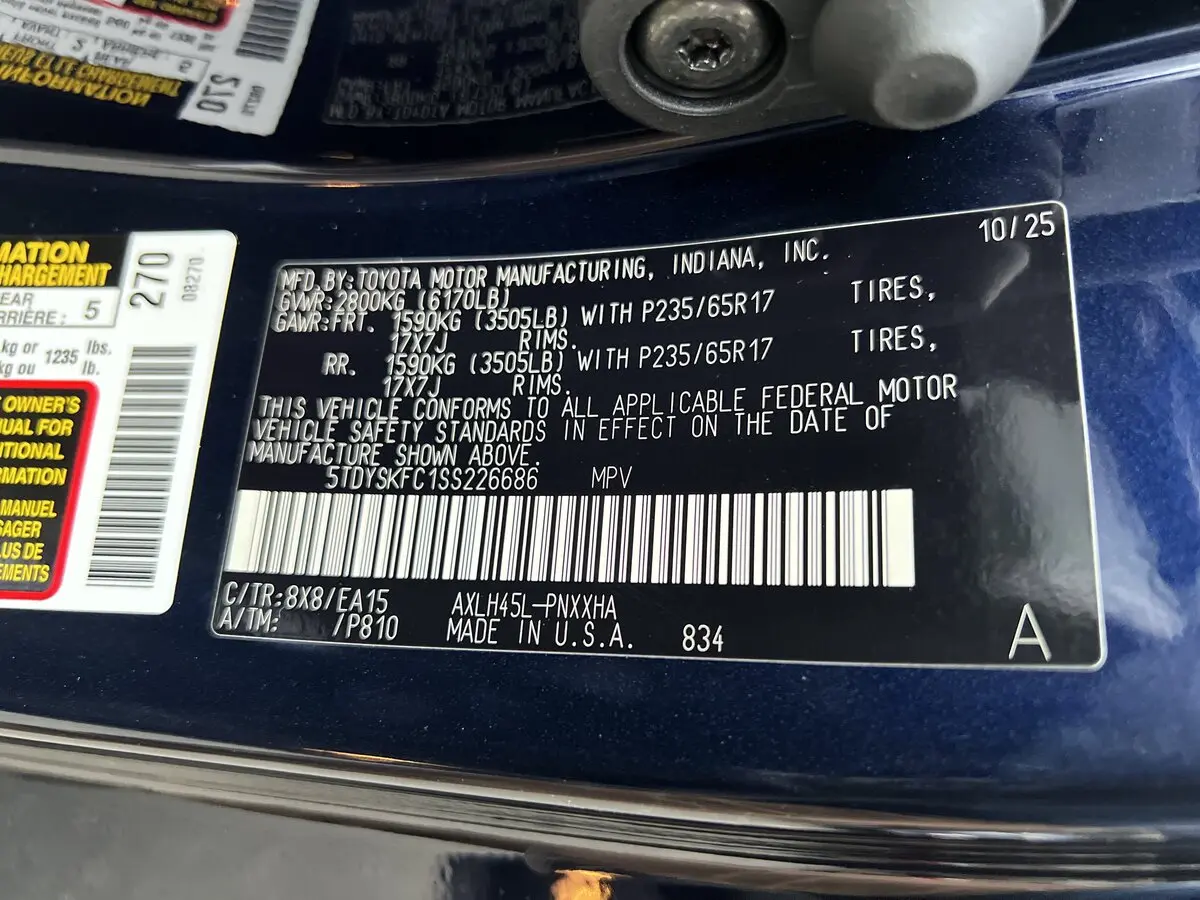 MATION
HARGEMENT
EAR
RRIÈRE: 5
kg or 1235 lbs.
kg ou lb.
OWNER'S
UAL FOR
ITIONAL
RMATION
MANUEL
SAGER
LUS DE
EMENTS
270
08270
10/25
MFD.BY:TOYOTA MOTOR MANUFACTURING, INDIANA, INC.
GVWR:2800KG (6170LB)
GAWR:FRT. 1590KG (3505LB) WITH P235/65R17 TIRES,
17X7J RIMS.
RR. 1590KG (3505LB) WITH P235/65R17 TIRES,
17X7J RIMS.
THIS VEHICLE CONFORMS TO ALL APPLICABLE FEDERAL MOTOR
VEHICLE SAFETY STANDARDS IN EFFECT ON THE DATE OF
MANUFACTURE SHOWN ABOVE.
5TDYSKFC1SS226686 MPV
C/TR:8X8/EA15 AXLH45L-PNXXHA
A/TM: /P810 MADE IN U.S.A. 834
A